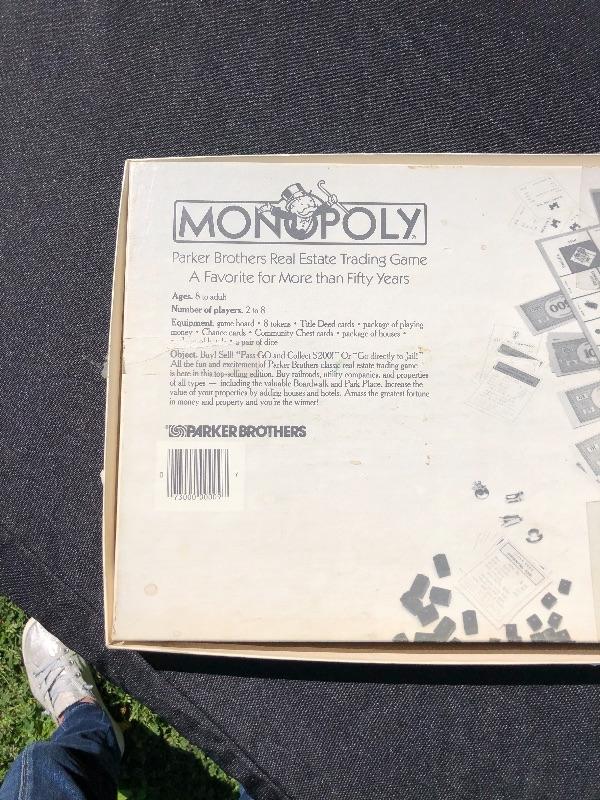 MONOPOLY
Parker Brothers Real Estate Trading Game
A Favorite for More than Fifty Years
Ages. 8 to adult
Number of players. 2 to 8
Equipment. game board • 8 tokens • Title Deed cards • package of playing
money • Chance cards • Community Chest cards • package of houses •
a pair of dice
Object. Buy! Sell! "Pass GO and Collect $200!" Or "Go directly to Jail!"
All the fun and excitement of Parker Brothers classic real estate trading game
is here in this top-selling edition. Buy railroads, utility companies, and properties
of all types — including the valuable Boardwalk and Park Place. Increase the
value of your properties by adding houses and hotels. Amass the greatest fortune
in money and property and you're the winner!
PARKER BROTHERS
0
73000 00009
7